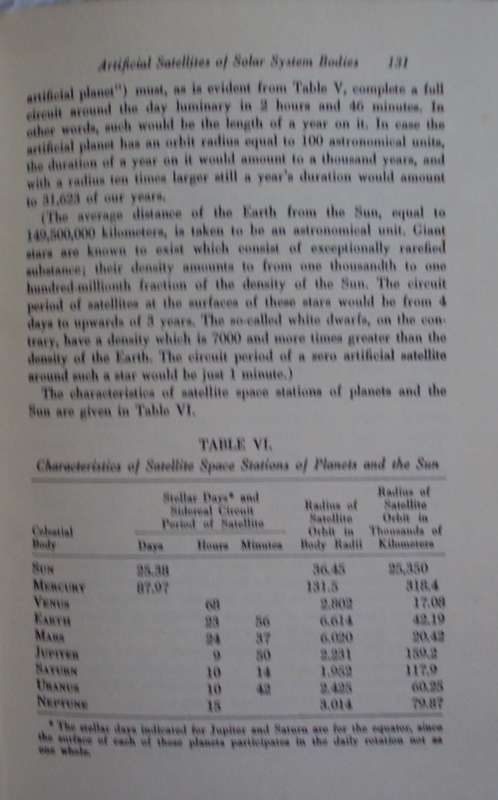 Artificial Satellites of Solar System Bodies 131
artificial planet") must, as is evident from Table V, complete a full
circuit around the day luminary in 2 hours and 46 minutes. In
other words, such would be the length of a year on it. In case the
artificial planet has an orbit radius equal to 100 astronomical units,
the duration of a year on it would amount to a thousand years, and
with a radius ten times larger still a year's duration would amount
to 31,623 of our years.
(The average distance of the Earth from the Sun, equal to
149,500,000 kilometers, is taken to be an astronomical unit. Giant
stars are known to exist which consist of exceptionally rarefied
substance; their density amounts to from one thousandth to one
hundred-millionth fraction of the density of the Sun. The circuit
period of satellites at the surfaces of these stars would be from 4
days to upwards of 3 years. The so-called white dwarfs, on the con-
trary, have a density which is 7000 and more times greater than the
density of the Earth. The circuit period of a zero artificial satellite
around such a star would be just 1 minute.)
The characteristics of satellite space stations of planets and the
Sun are given in Table VI.
TABLE VI.
Characteristics of Satellite Space Stations of Planets and the Sun
Celestial Body
Stellar Days* and
Sidereal Circuit
Period of Satellite
Days Hours Minutes
Radius of
Satellite
Orbit in
Body Radii
Radius of
Satellite
Orbit in
Thousands of
Kilometers
SUN 25.38 36.45 25,350
MERCURY 87.97 131.5 318.4
VENUS 68 2.802 17.08
EARTH 23 56 6.614 42.19
MARS 24 37 6.020 20.42
JUPITER 9 50 2.231 159.2
SATURN 10 14 1.952 117.9
URANUS 10 42 2.425 60.25
NEPTUNE 15 3.014 79.87
* The stellar days indicated for Jupiter and Saturn are for the equator, since
the surface of each of these planets participates in the daily rotation not as
one whole.